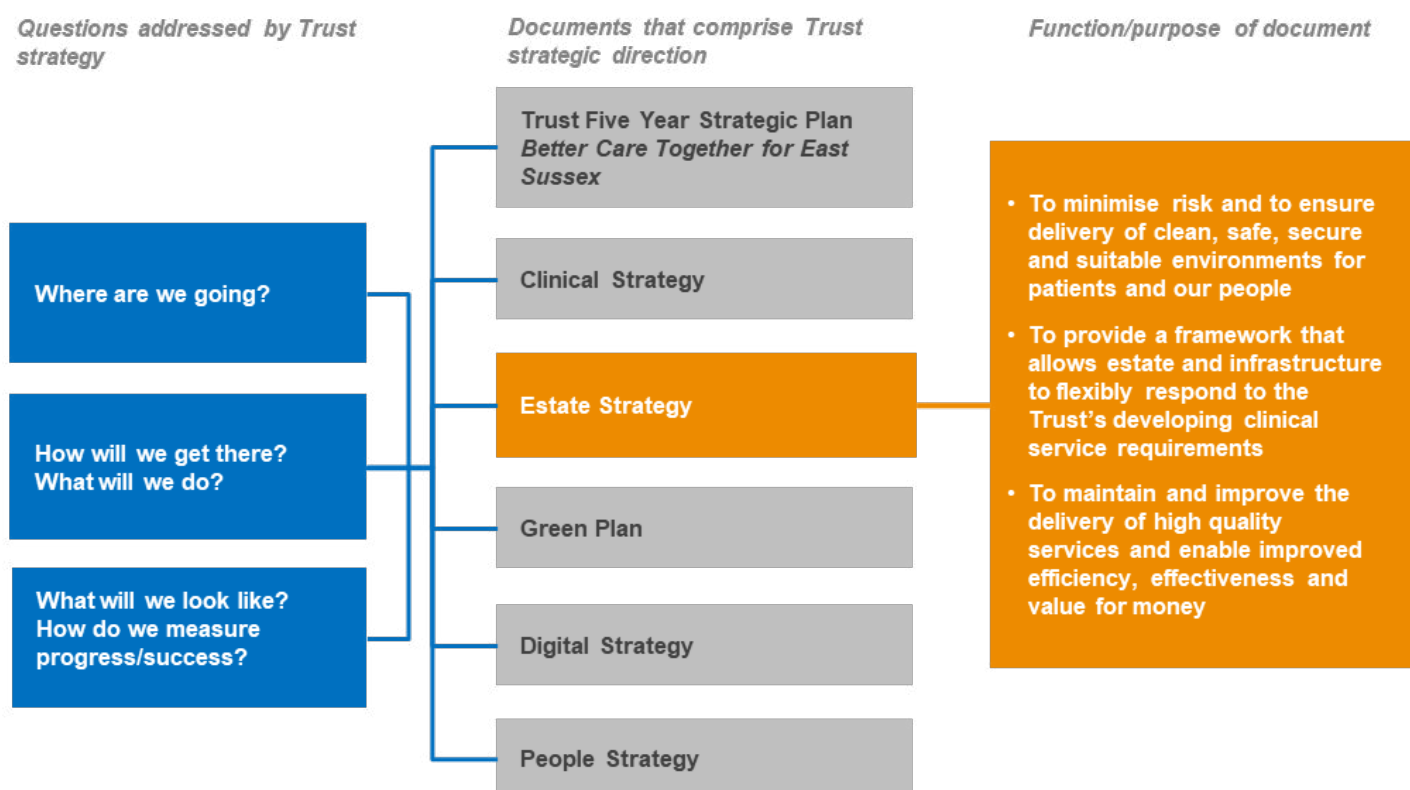 Questions addressed by Trust
strategy
Documents that comprise Trust
strategic direction
Function/purpose of document
Where are we going?
How will we get there?
What will we do?
What will we look like?
How do we measure
progress/success?
Trust Five Year Strategic Plan
Better Care Together for East
Sussex
Clinical Strategy
Estate Strategy
Green Plan
Digital Strategy
People Strategy
• To minimise risk and to ensure
delivery of clean, safe, secure
and suitable environments for
patients and our people
• To provide a framework that
allows estate and infrastructure
to flexibly respond to the
Trust's developing clinical
service requirements
• To maintain and improve the
delivery of high quality
services and enable improved
efficiency, effectiveness and
value for money